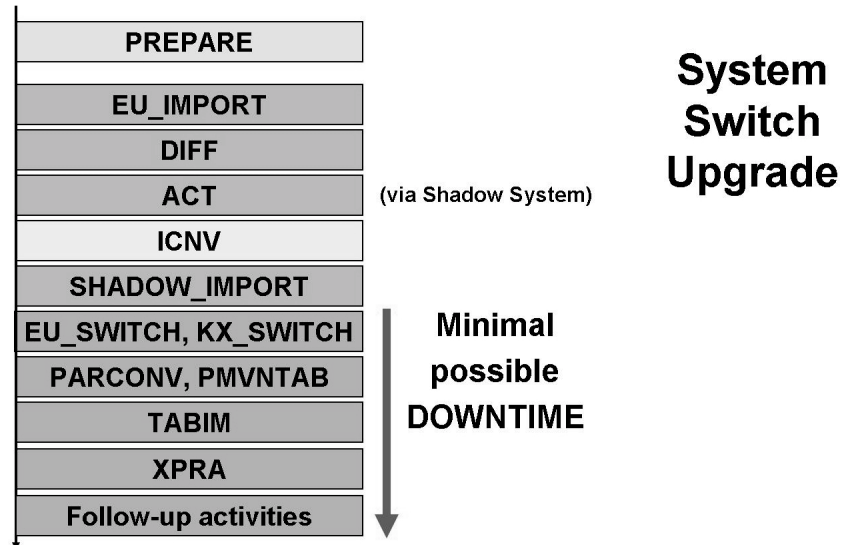 PREPARE
EU_IMPORT
DIFF
ACT
ICNV
SHADOW_IMPORT
EU_SWITCH, KX_SWITCH
PARCONV, PMVNTAB
TABIM
XPRA
Follow-up activities
(via Shadow System)
Minimal
possible
DOWNTIME
System
Switch
Upgrade